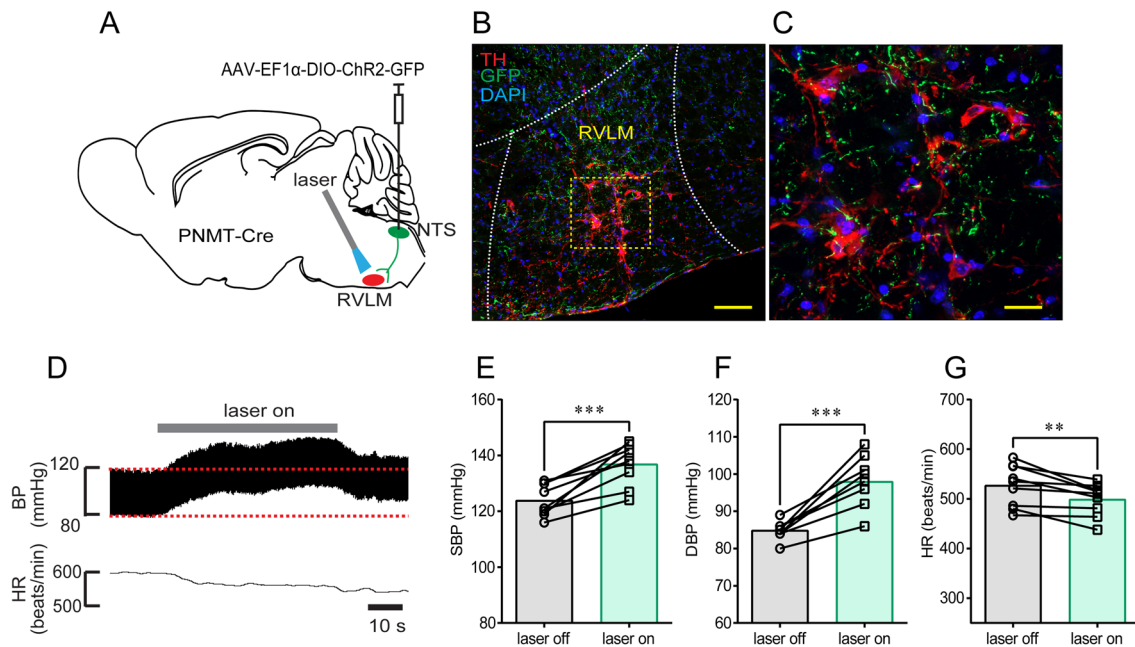 A
AAV-EF1α-DIO-ChR2-GFP
laser
PNMT-Cre
NTS
RVLM
B
TH
GFP
DAPI
RVLM
C
D
laser on
120
80
BP
(mmHg)
600
500
HR
(beats/min)
10 s
E
160
140
120
100
80
SBP (mmHg)
***
laser off
laser on
F
120
110
100
90
80
70
60
DBP (mmHg)
***
laser off
laser on
G
700
600
500
400
300
HR (beats/min)
**
laser off
laser on